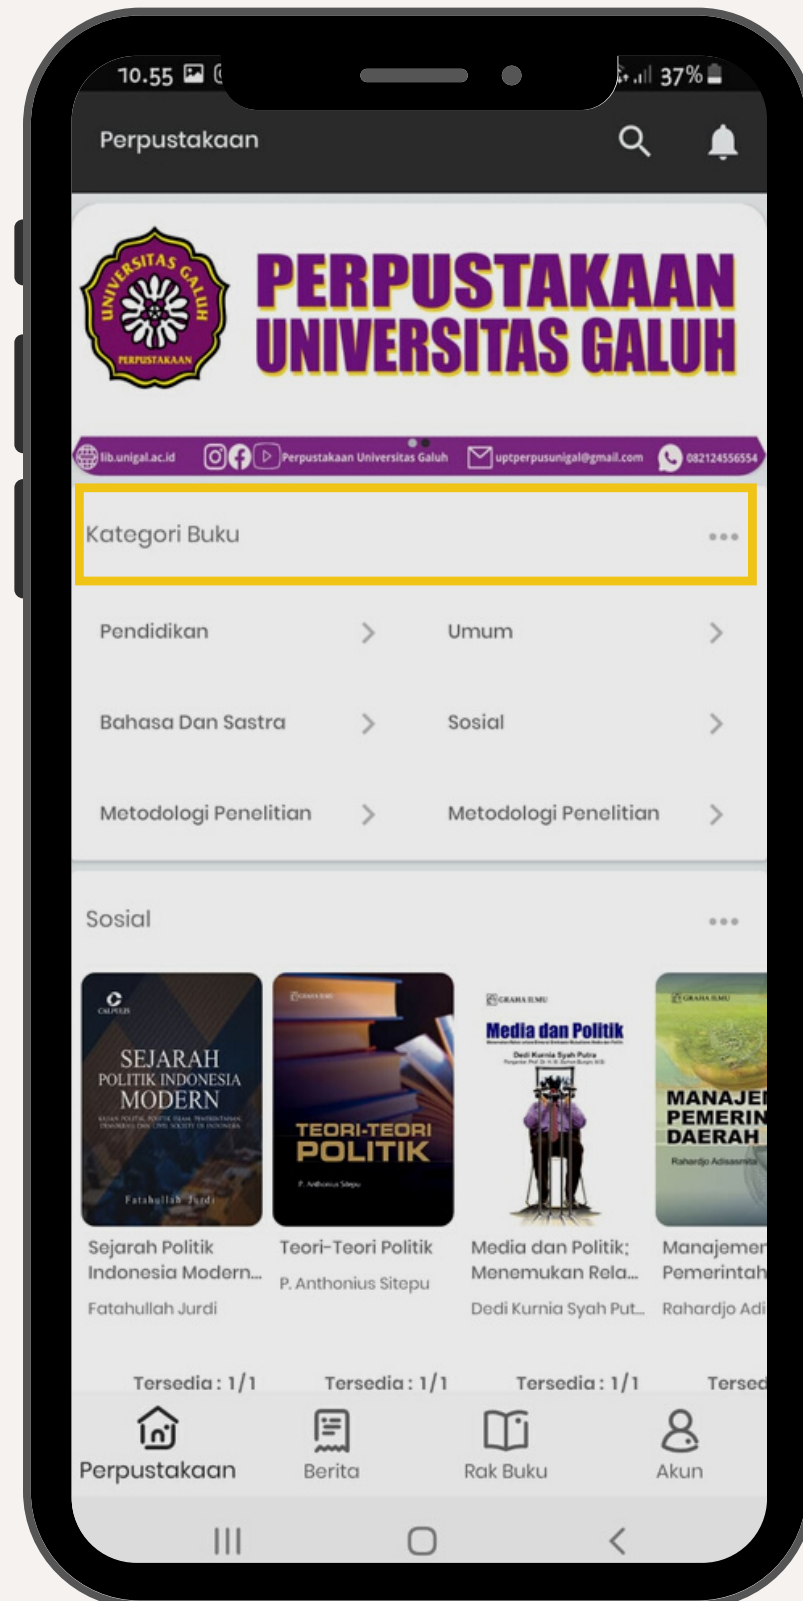 10.55
37%
Perpustakaan
UNIVERSITAS GALUH
PERPUSTAKAAN
PERPUSTAKAAN
UNIVERSITAS GALUH
lib.unigal.ac.id Perpustakaan Universitas Galuh uptperpusunigal@gmail.com 082124556554
Kategori Buku
Pendidikan Umum
Bahasa Dan Sastra Sosial
Metodologi Penelitian Metodologi Penelitian
Sosial
CALPULIS
SEJARAH
POLITIK INDONESIA
MODERN
Fatahullah Jurdi
GRAHA ILMU
TEORI-TEORI
POLITIK
P. Anthonius Sitepu
GRAHA ILMU
Media dan Politik
Dedi Kurnia Syah Putra
GRAHA ILMU
MANAJE
PEMERIN
DAERAH
Rahardjo Adisasmita
Sejarah Politik
Indonesia Modern...
Fatahullah Jurdi
Teori-Teori Politik
P. Anthonius Sitepu
Media dan Politik;
Menemukan Rela...
Dedi Kurnia Syah Put...
Manajemen
Pemerintah
Rahardjo Adi
Tersedia : 1/1 Tersedia : 1/1 Tersedia : 1/1 Tersed
Perpustakaan Berita Rak Buku Akun